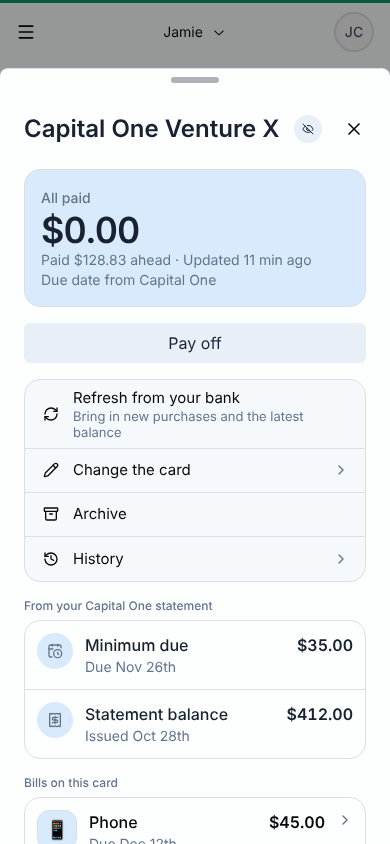 Jamie
JC
Capital One Venture X
All paid
$0.00
Paid $128.83 ahead · Updated 11 min ago
Due date from Capital One
Pay off
Refresh from your bank
Bring in new purchases and the latest
balance
Change the card
Archive
History
From your Capital One statement
Minimum due
$35.00
Due Nov 26th
Statement balance
$412.00
Issued Oct 28th
Bills on this card
Phone
$45.00
Due Dec 12th